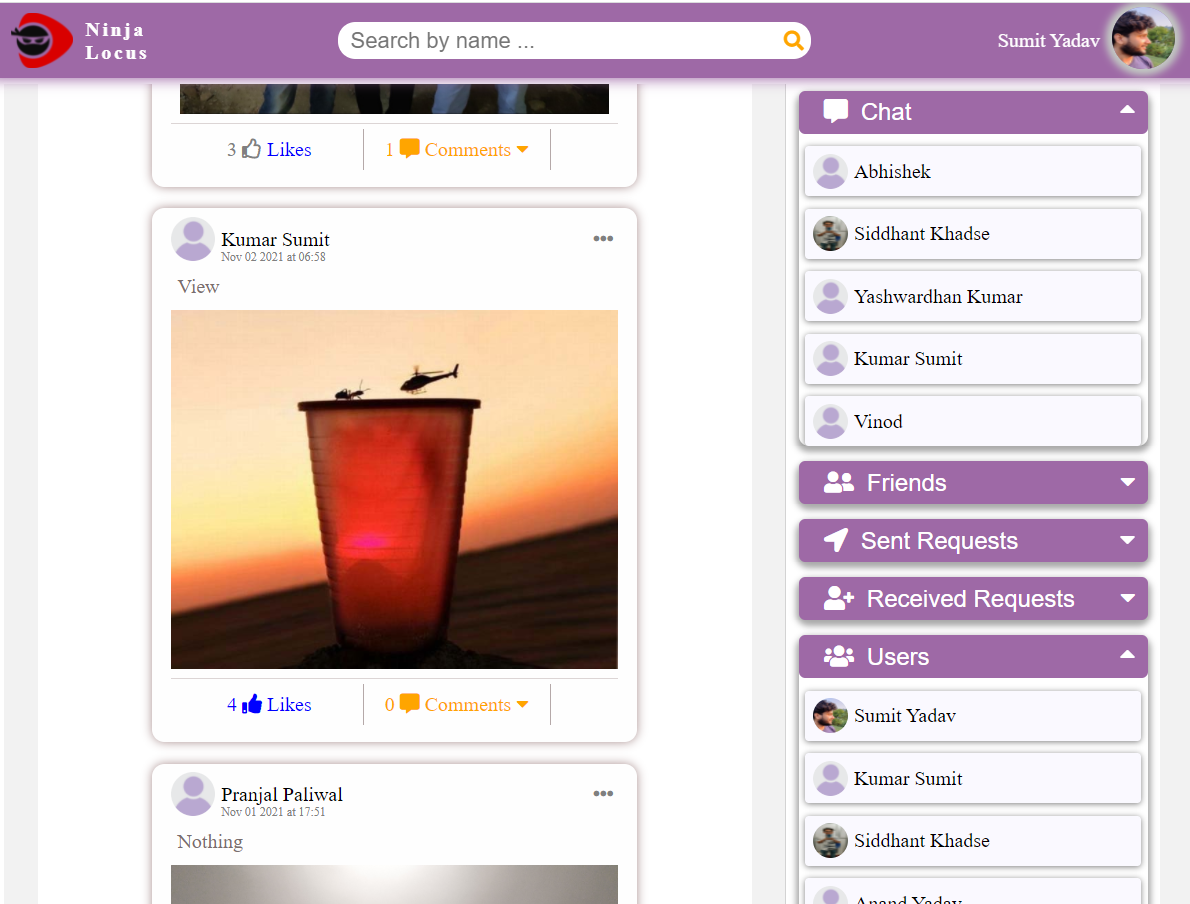 Ninja
Locus
Search by name ...
Sumit Yadav
3 Likes
1 Comments
Kumar Sumit
Nov 02 2021 at 06:58
View
4 Likes
0 Comments
Pranjal Paliwal
Nov 01 2021 at 17:51
Nothing
Chat
Abhishek
Siddhant Khadse
Yashwardhan Kumar
Kumar Sumit
Vinod
Friends
Sent Requests
Received Requests
Users
Sumit Yadav
Kumar Sumit
Siddhant Khadse
Anand Yadav